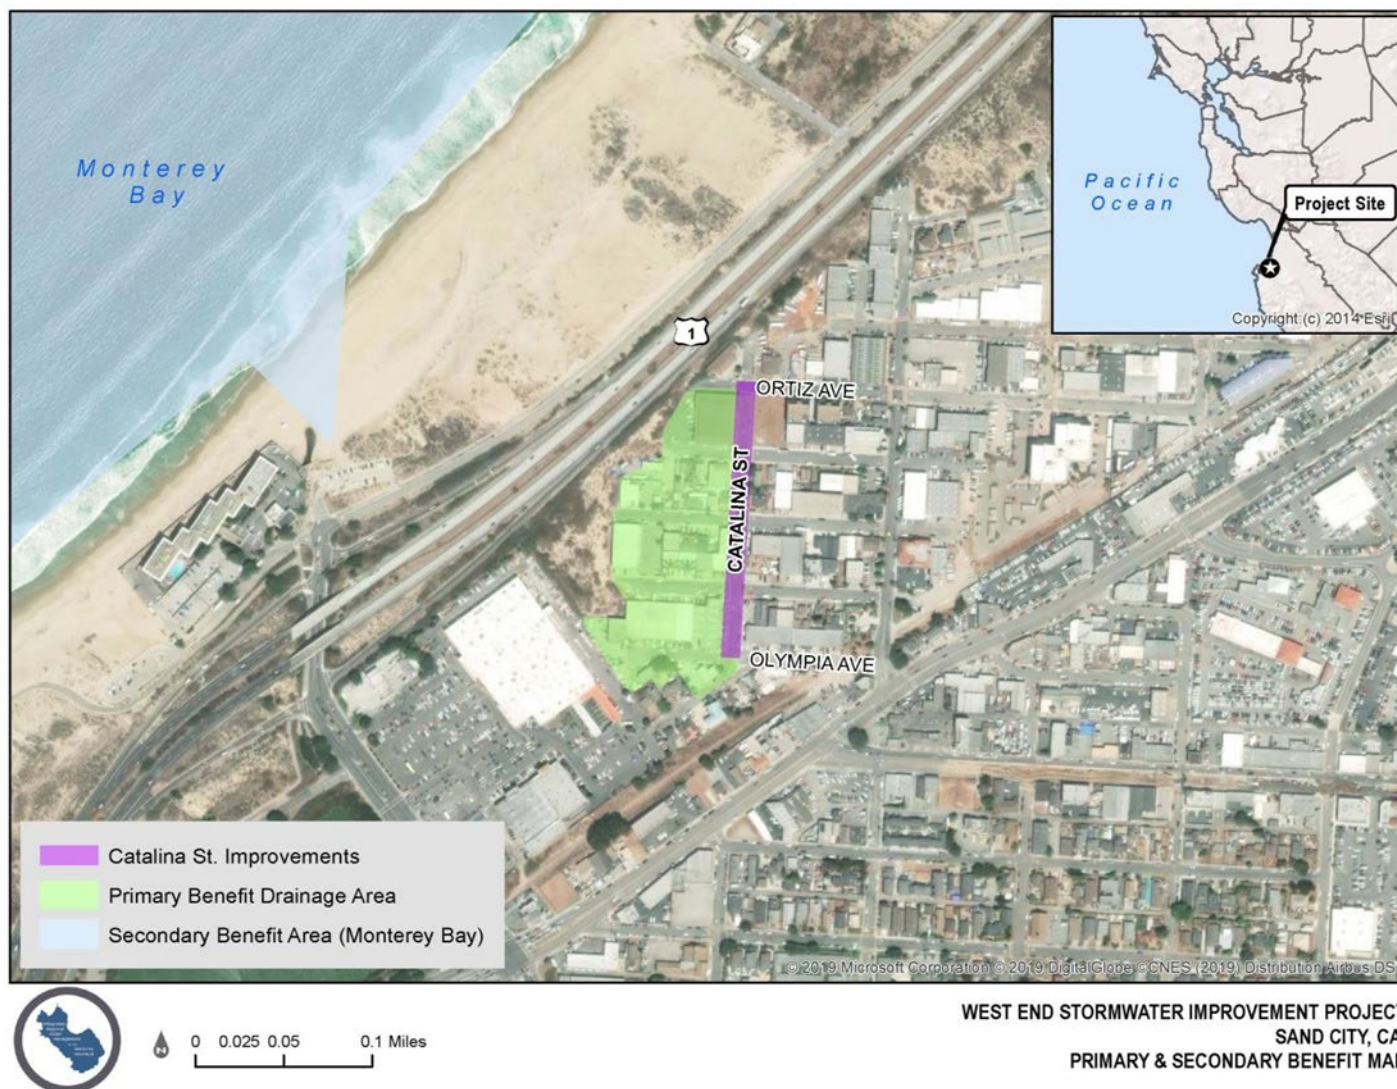 Monterey
Bay
Pacific
Ocean
Project Site
Copyright:(c) 2014 Esri
1
ORTIZ AVE
CATALINA ST
OLYMPIA AVE
Catalina St. Improvements
Primary Benefit Drainage Area
Secondary Benefit Area (Monterey Bay)
© 2019 Microsoft Corporation © 2019 DigitalGlobe ©CNES (2019) Distribution Airbus DS
N
0 0.025 0.05 0.1 Miles
WEST END STORMWATER IMPROVEMENT PROJECT
SAND CITY, CA
PRIMARY & SECONDARY BENEFIT MAP